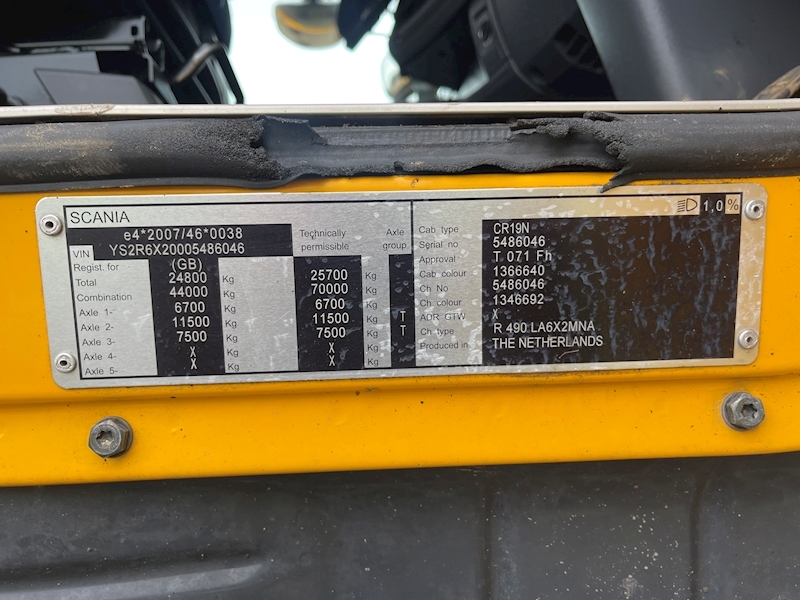 SCANIA
1,0 %
e4*2007/46*0038
VIN YS2R6X20005486046
Technically permissible
Axle group
Regist. for (GB)
Total 24800 Kg 25700 Kg
Combination 44000 Kg 70000 Kg
Axle 1- 6700 Kg 6700 Kg
Axle 2- 11500 Kg 11500 Kg T
Axle 3- 7500 Kg 7500 Kg T
Axle 4- X Kg X Kg
Axle 5- X Kg X Kg
Cab. type CR19N
Serial no 5486046
Approval T 071 Fh
Cab. colour 1366640
Ch. No 5486046
Ch. colour 1346692
ADR. GTW X
Ch. type R 490 LA6X2MNA
Produced in THE NETHERLANDS